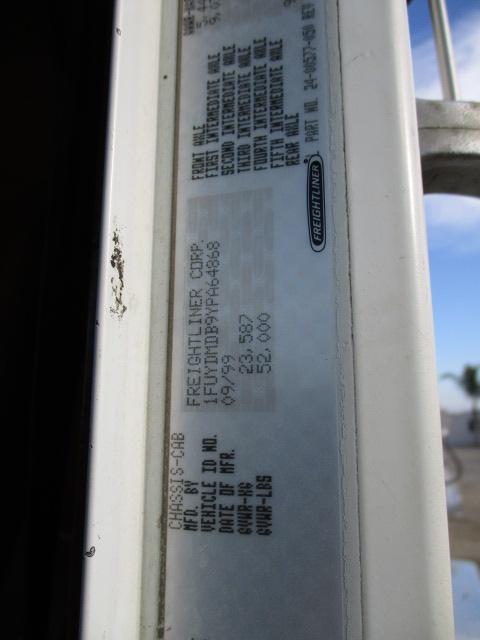 CHASSIS-CAB
MFD. BY FREIGHTLINER CORP.
VEHICLE ID NO. 1FUYDMDB9YPA64868
DATE OF MFR. 09/99
GVWR-KG 23,587
GVWR-LBS 52,000
FRONT AXLE
FIRST INTERMEDIATE AXLE
SECOND INTERMEDIATE AXLE
THIRD INTERMEDIATE AXLE
FOURTH INTERMEDIATE AXLE
FIFTH INTERMEDIATE AXLE
REAR AXLE
FREIGHTLINER
PART NO. 24-00577-050 REV